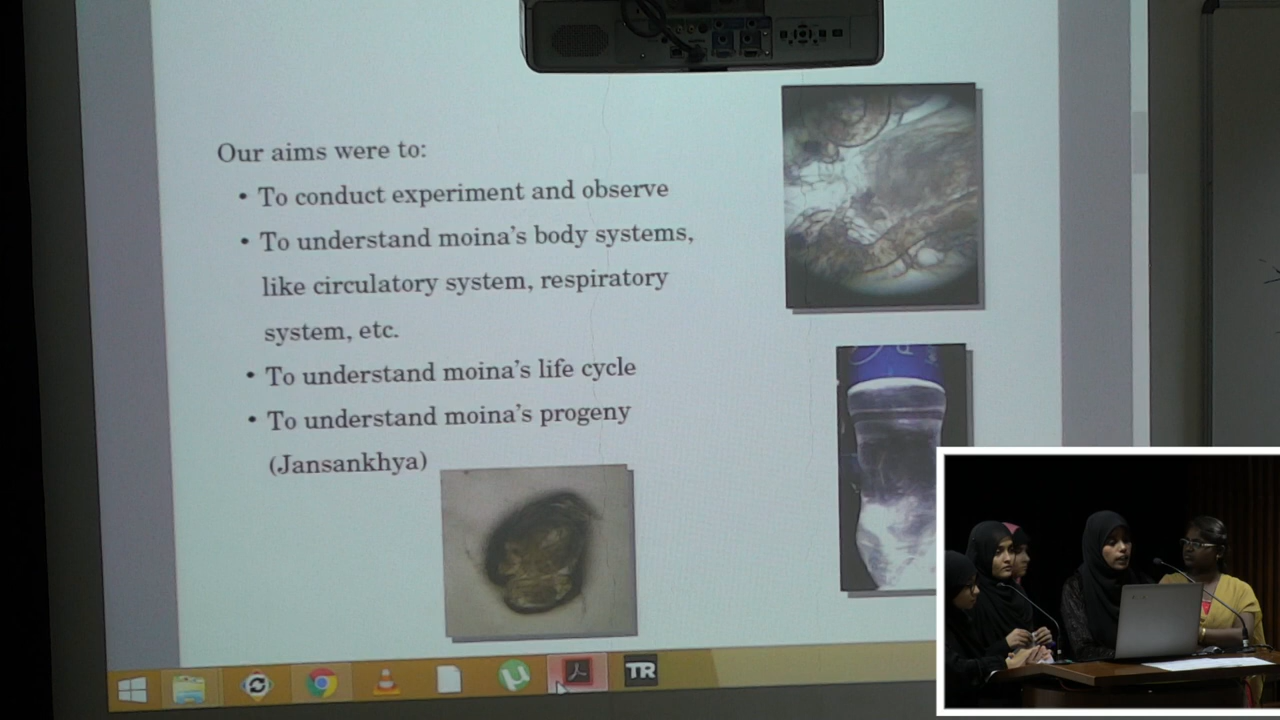 Our aims were to:
• To conduct experiment and observe
• To understand moina's body systems,
like circulatory system, respiratory
system, etc.
• To understand moina's life cycle
• To understand moina's progeny
(Jansankhya)
TR